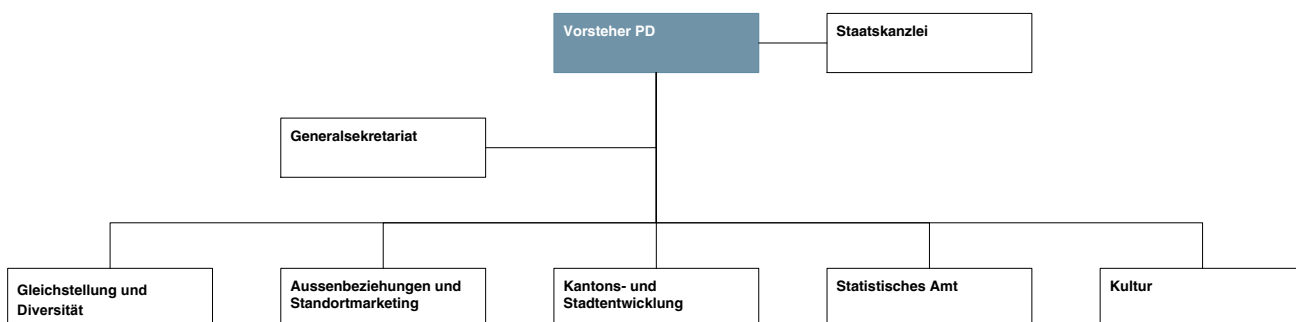 Vorsteher PD
Staatskanzlei
Generalsekretariat
Gleichstellung und
Diversität
Aussenbeziehungen und
Standortmarketing
Kantons- und
Stadtentwicklung
Statistisches Amt
Kultur